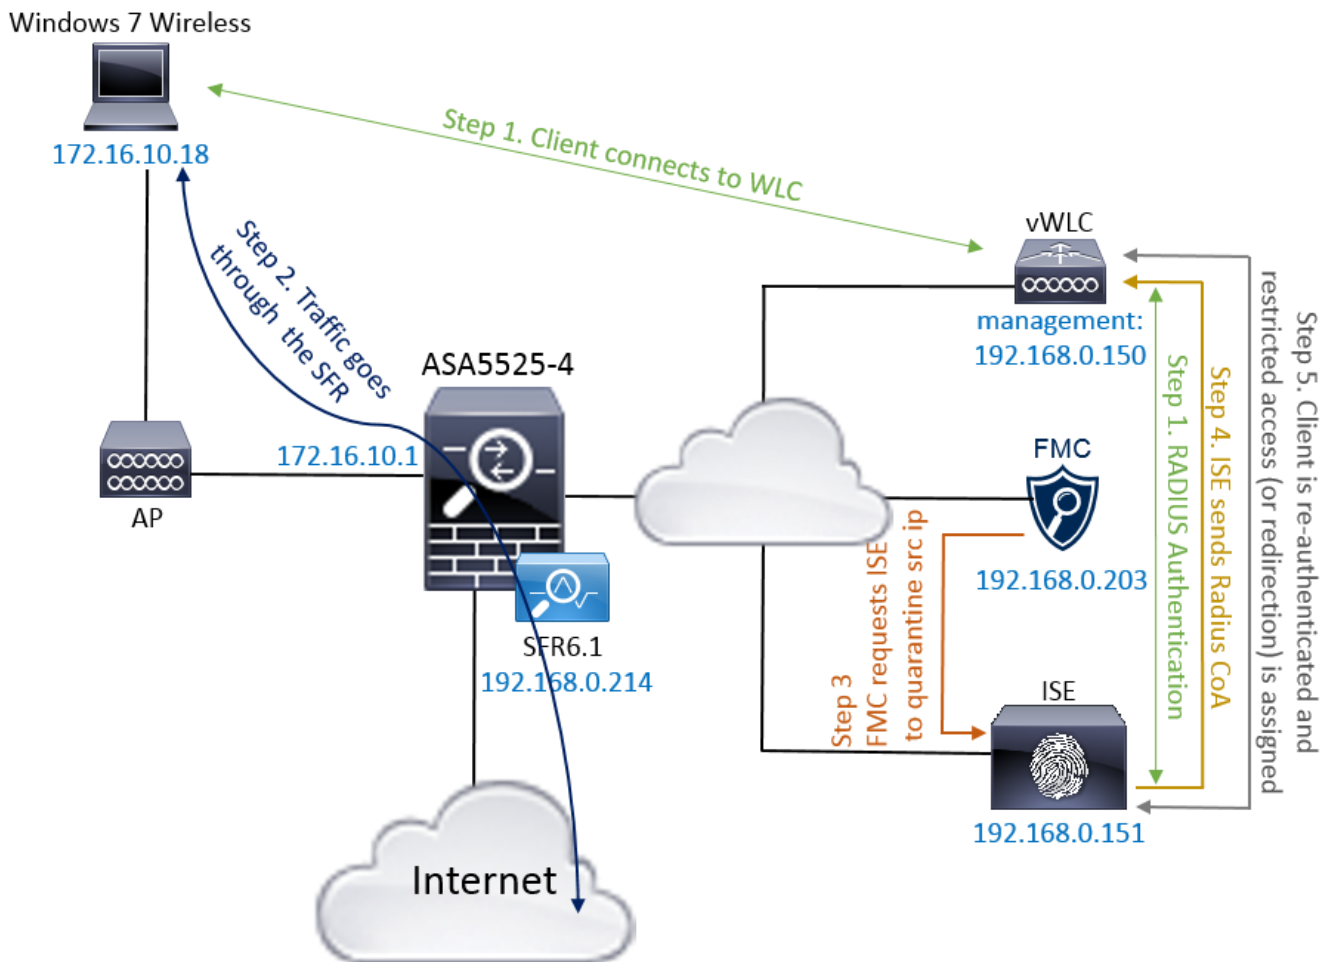 Windows 7 Wireless
172.16.10.18
Step 1. Client connects to WLC
vWLC
management:
192.168.0.150
Step 2. Traffic goes
through the SFR
ASA5525-4
172.16.10.1
AP
SFR6.1
192.168.0.214
FMC
192.168.0.203
Step 3
FMC requests ISE
to quarantine src ip
ISE
192.168.0.151
Step 1. RADIUS Authentication
Step 4. ISE sends Radius CoA
Step 5. Client is re-authenticated and
restricted access (or redirection) is assigned
Internet